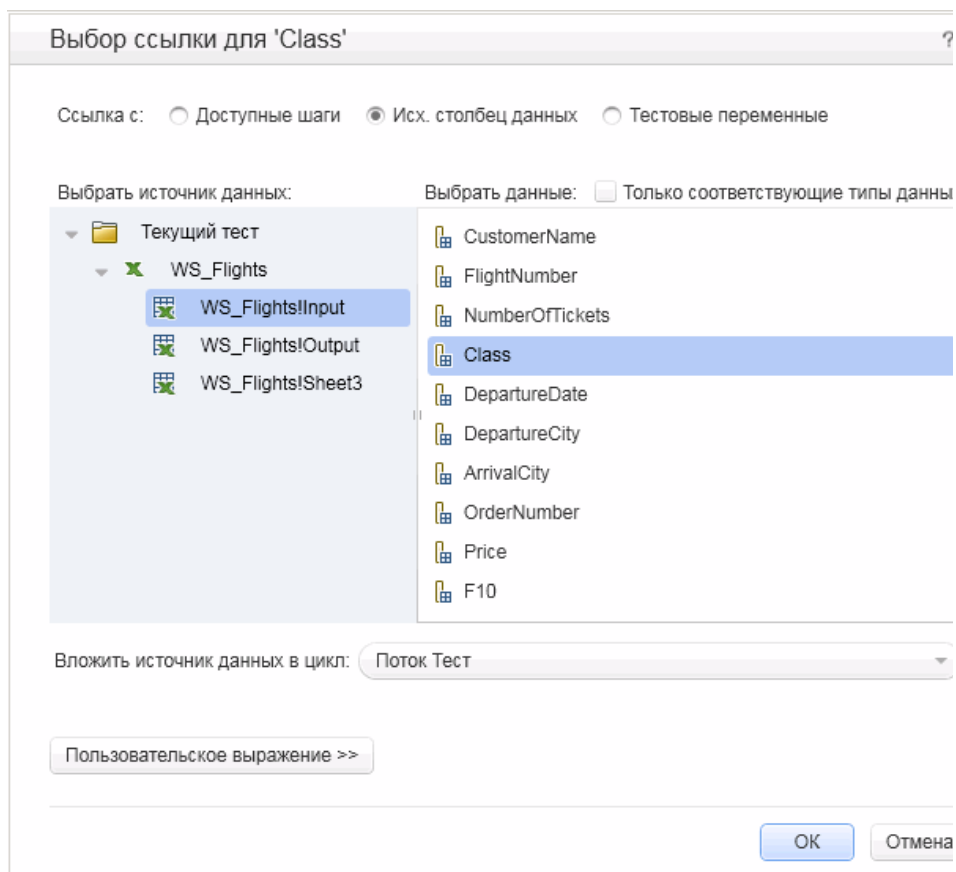 Выбор ссылки для 'Class'
?
Ссылка с: Доступные шаги Исх. столбец данных Тестовые переменные
Выбрать источник данных:
Текущий тест
WS_Flights
WS_Flights!Input
WS_Flights!Output
WS_Flights!Sheet3
Выбрать данные: Только соответствующие типы данны
CustomerName
FlightNumber
NumberOfTickets
Class
DepartureDate
DepartureCity
ArrivalCity
OrderNumber
Price
F10
Вложить источник данных в цикл: Поток Тест
Пользовательское выражение >>
ОК Отмена